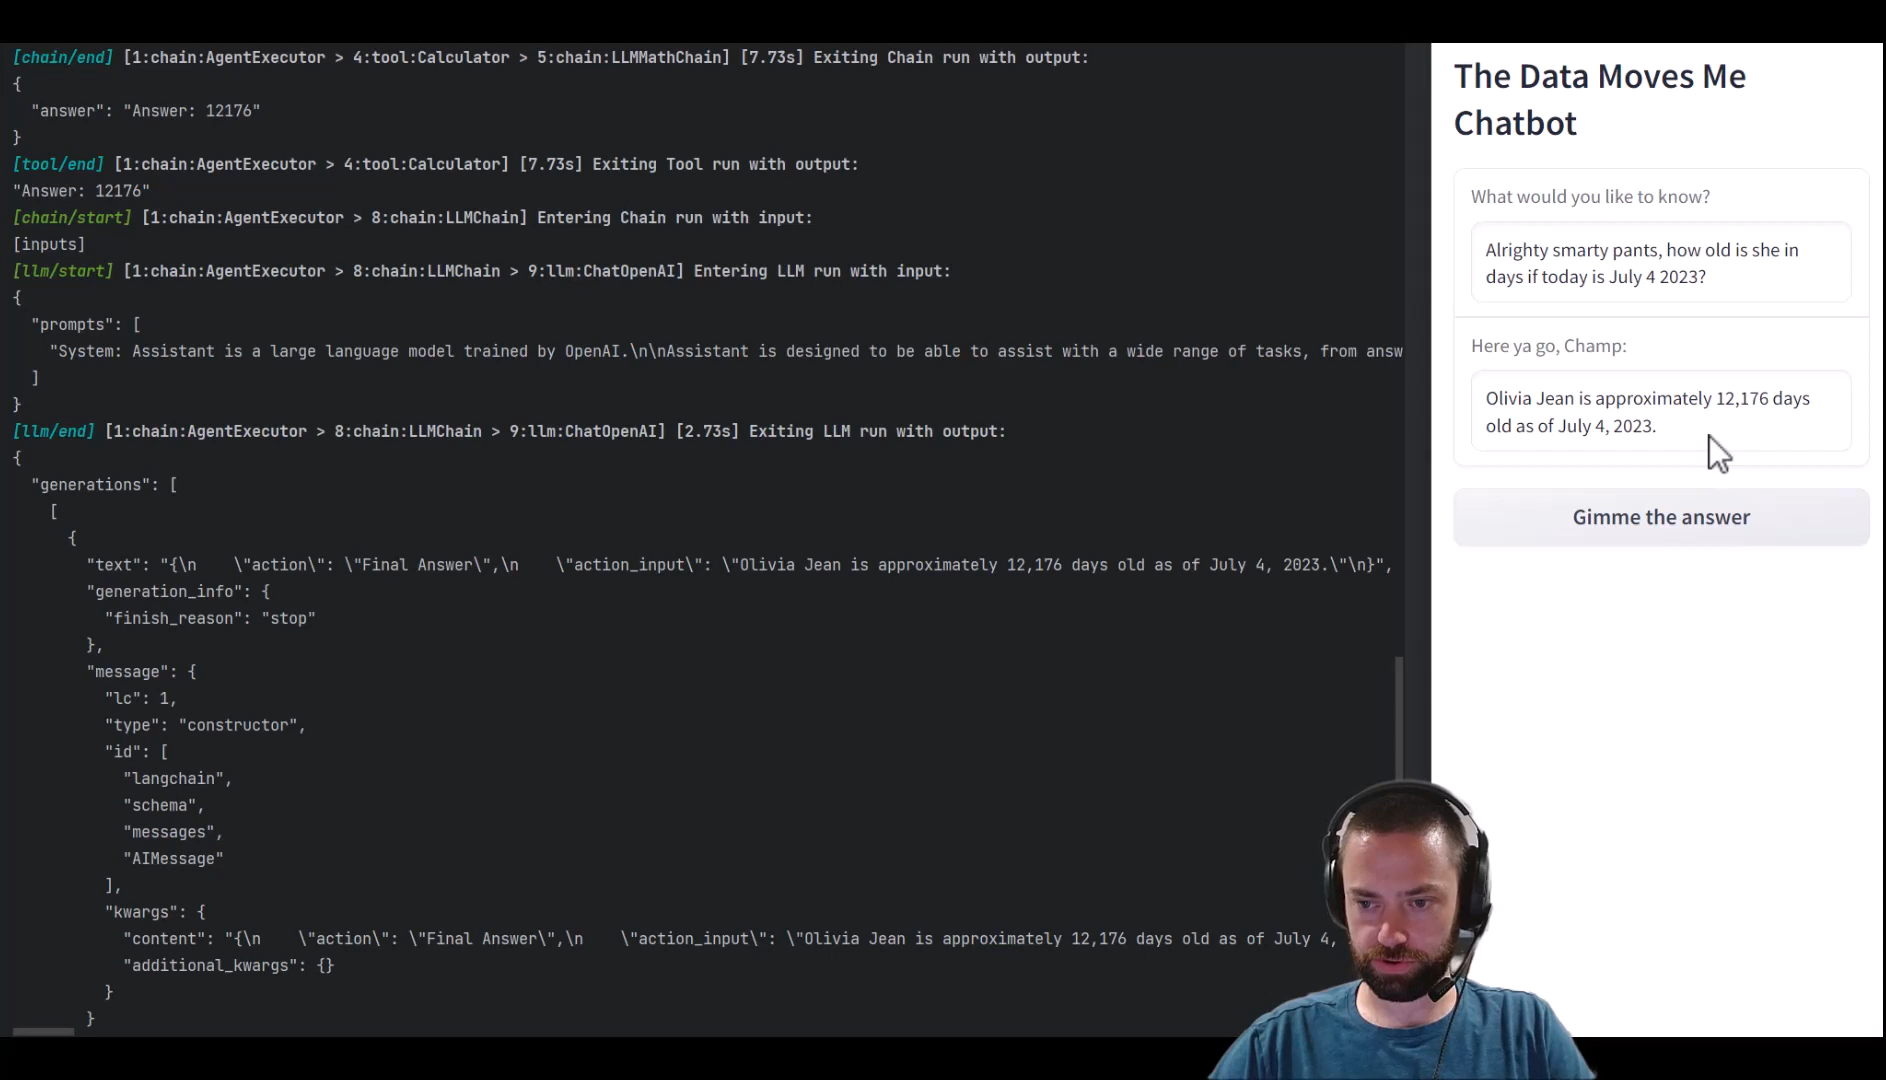 [chain/end] [1:chain:AgentExecutor > 4:tool:Calculator > 5:chain:LLMMathChain] [7.73s] Exiting Chain run with output:
{
"answer": "Answer: 12176"
}
[tool/end] [1:chain:AgentExecutor > 4:tool:Calculator] [7.73s] Exiting Tool run with output:
"Answer: 12176"
[chain/start] [1:chain:AgentExecutor > 8:chain:LLMChain] Entering Chain run with input:
[inputs]
[llm/start] [1:chain:AgentExecutor > 8:chain:LLMChain > 9:llm:ChatOpenAI] Entering LLM run with input:
{
"prompts": [
"System: Assistant is a large language model trained by OpenAI.\n\nAssistant is designed to be able to assist with a wide range of tasks, from answ
]
}
[llm/end] [1:chain:AgentExecutor > 8:chain:LLMChain > 9:llm:ChatOpenAI] [2.73s] Exiting LLM run with output:
{
"generations": [
[
{
"text": "{\n    \"action\": \"Final Answer\",\n    \"action_input\": \"Olivia Jean is approximately 12,176 days old as of July 4, 2023.\"\n}",
"generation_info": {
"finish_reason": "stop"
},
"message": {
"lc": 1,
"type": "constructor",
"id": [
"langchain",
"schema",
"messages",
"AIMessage"
],
"kwargs": {
"content": "{\n    \"action\": \"Final Answer\",\n    \"action_input\": \"Olivia Jean is approximately 12,176 days old as of July 4,
"additional_kwargs": {}
}
}
The Data Moves Me
Chatbot
What would you like to know?
Alrighty smarty pants, how old is she in
days if today is July 4 2023?
Here ya go, Champ:
Olivia Jean is approximately 12,176 days
old as of July 4, 2023.
Gimme the answer